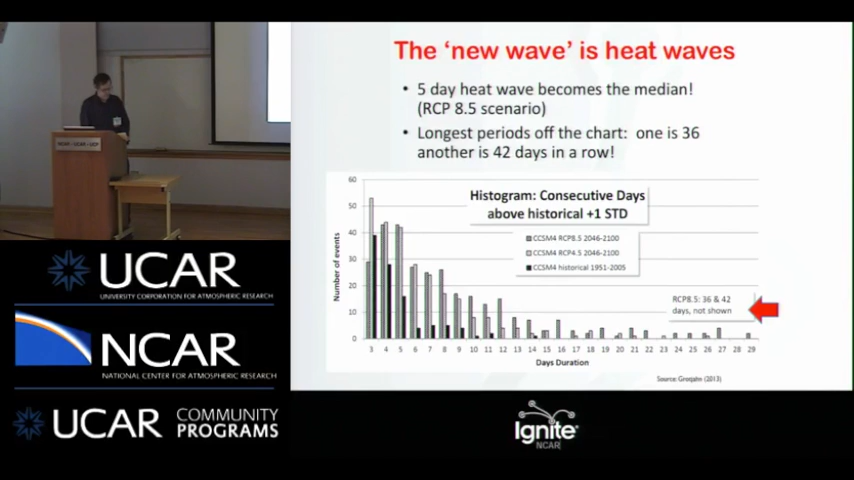 The 'new wave' is heat waves
• 5 day heat wave becomes the median!
(RCP 8.5 scenario)
• Longest periods off the chart: one is 36
another is 42 days in a row!
Histogram: Consecutive Days
above historical +1 STD
CCSM4 RCP8.5 2046-2100
CCSM4 RCP4.5 2046-2100
CCSM4 historical 1951-2005
RCP8.5: 36 & 42
days, not shown
Number of events
60
50
40
30
20
10
0
3 4 5 6 7 8 9 10 11 12 13 14 15 16 17 18 19 20 21 22 23 24 25 26 27 28 29
Days Duration
Source: Grotjahn (2013)
NCAR - UCAR - UCP
UCAR
UNIVERSITY CORPORATION FOR ATMOSPHERIC RESEARCH
NCAR
NATIONAL CENTER FOR ATMOSPHERIC RESEARCH
UCAR COMMUNITY
PROGRAMS
Ignite
NCAR